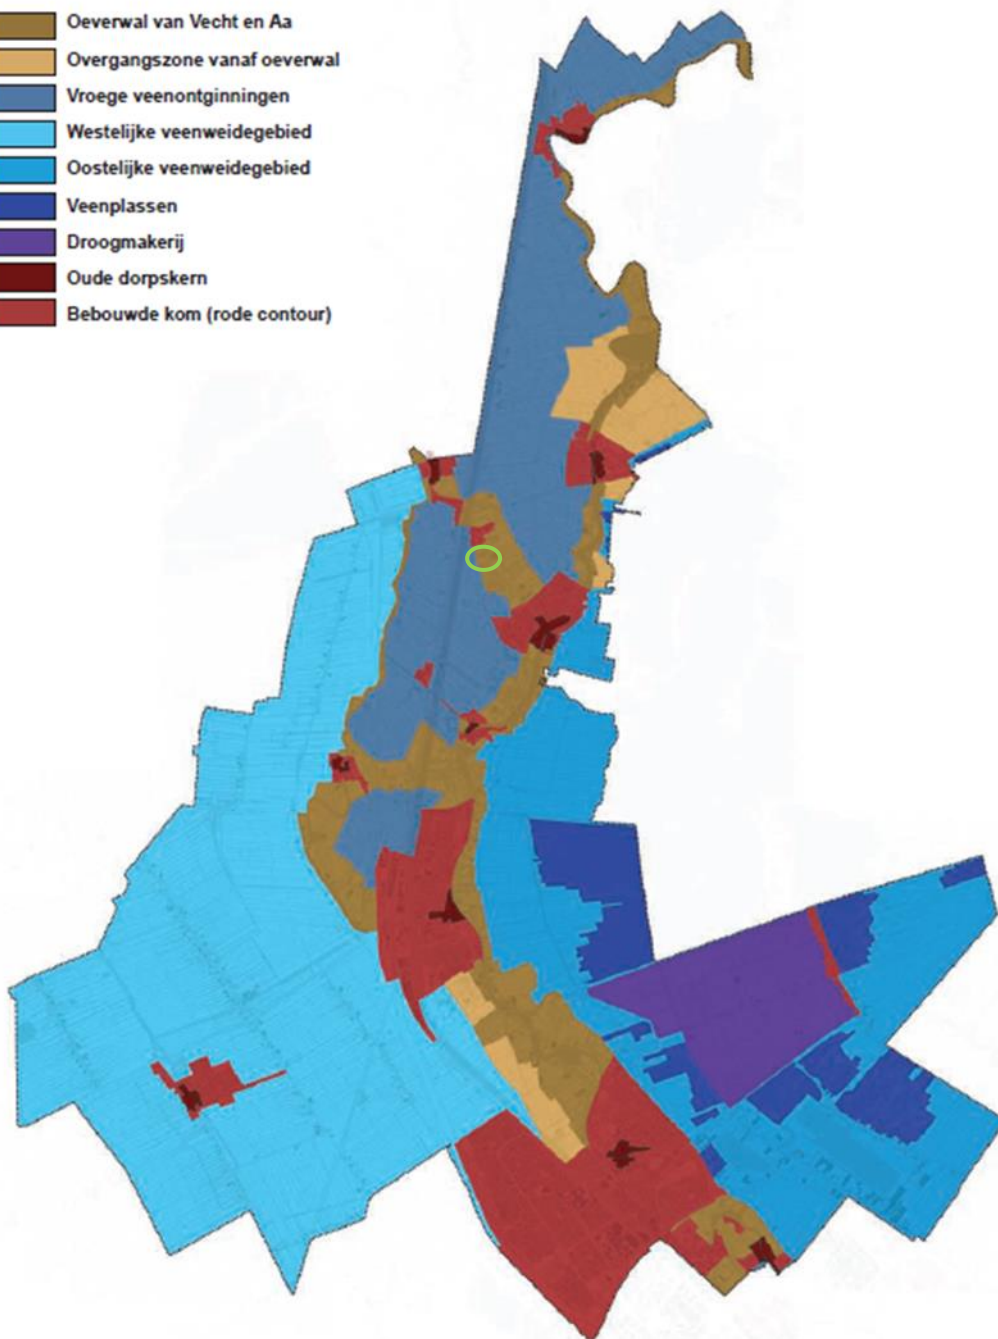 Oeverwal van Vecht en Aa
Overgangszone vanaf oeverwal
Vroege veenontginningen
Westelijke veenweidegebied
Oostelijke veenweidegebied
Veenplassen
Droogmakerij
Oude dorpskern
Bebouwde kom (rode contour)